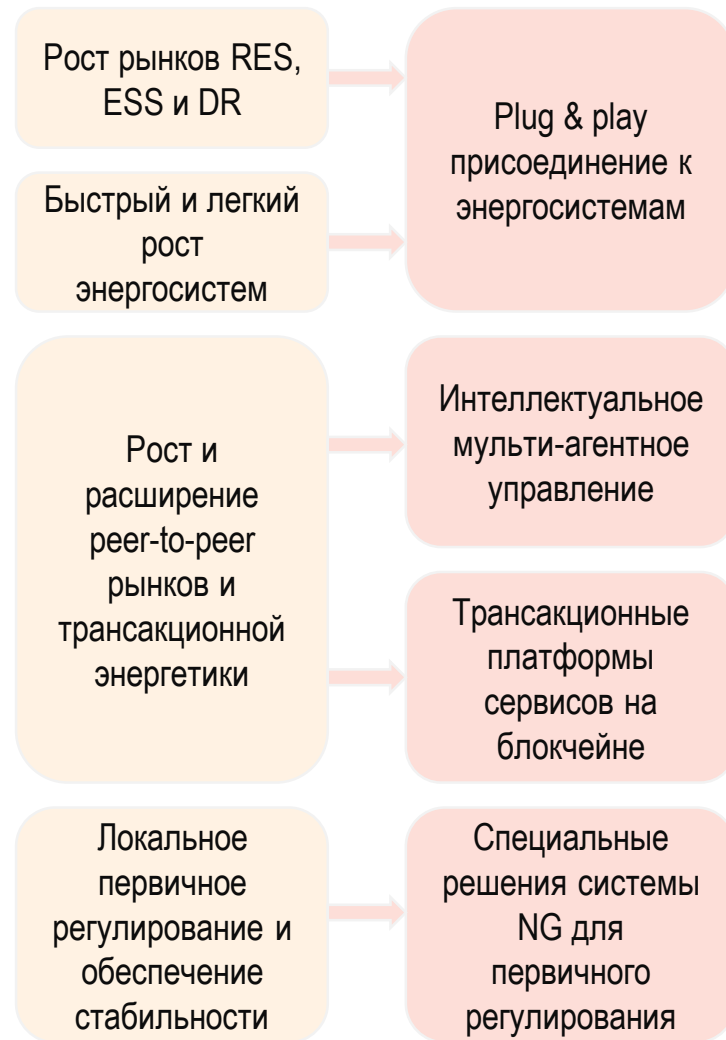 Рост рынков RES,
ESS и DR
Plug & play
присоединение к
энергосистемам
Быстрый и легкий
рост
энергосистем
Рост и
расширение
peer-to-peer
рынков и
трансакционной
энергетики
Интеллектуальное
мульти-агентное
управление
Трансакционные
платформы
сервисов на
блокчейне
Локальное
первичное
регулирование и
обеспечение
стабильности
Специальные
решения системы
NG для
первичного
регулирования